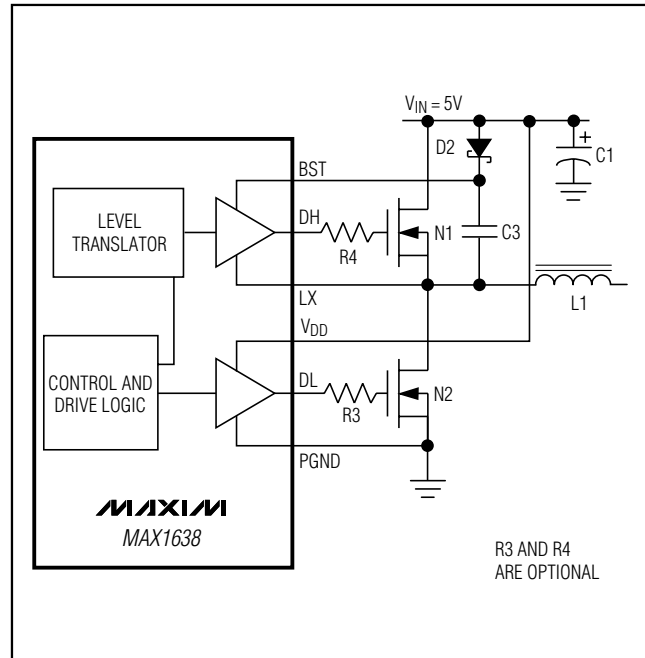 V_IN = 5V
D2
+
C1
BST
LEVEL
TRANSLATOR
DH
R4
N1
C3
LX
L1
V_DD
CONTROL AND
DRIVE LOGIC
DL
R3
N2
PGND
MAXIM
MAX1638
R3 AND R4
ARE OPTIONAL